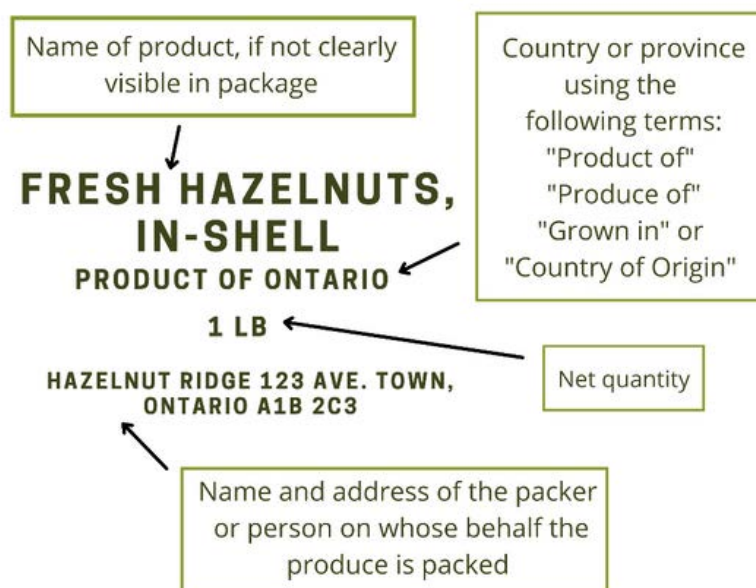 Name of product, if not clearly
visible in package
Country or province
using the
following terms:
"Product of"
"Produce of"
"Grown in" or
"Country of Origin"
FRESH HAZELNUTS,
IN-SHELL
PRODUCT OF ONTARIO
1 LB
Net quantity
HAZELNUT RIDGE 123 AVE. TOWN,
ONTARIO A1B 2C3
Name and address of the packer
or person on whose behalf the
produce is packed